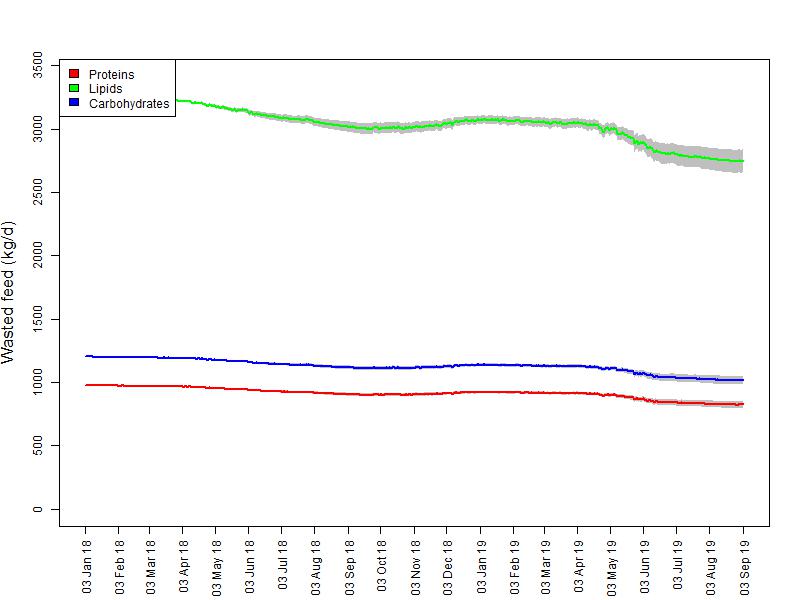 Proteins
Lipids
Carbohydrates
Wasted feed (kg/d)
3500
3000
2500
2000
1500
1000
500
0
03 Jan 18
03 Feb 18
03 Mar 18
03 Apr 18
03 May 18
03 Jun 18
03 Jul 18
03 Aug 18
03 Sep 18
03 Oct 18
03 Nov 18
03 Dec 18
03 Jan 19
03 Feb 19
03 Mar 19
03 Apr 19
03 May 19
03 Jun 19
03 Jul 19
03 Aug 19
03 Sep 19